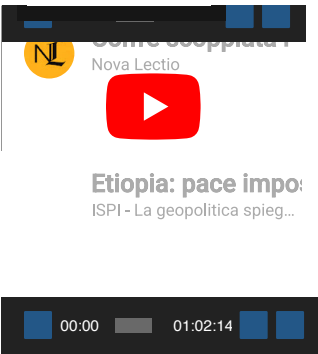 Nova Lectio
Etiopia: pace impos
ISPI - La geopolitica spieg...
00:00 01:02:14